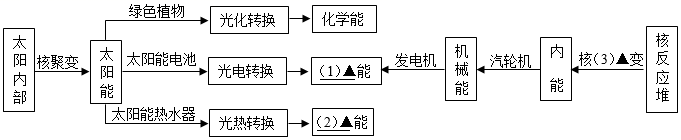 绿色植物
光化转换
化学能
太阳内部
核聚变
太阳能
太阳能电池
光电转换
(1)▲能
发电机
机械能
汽轮机
内能
核(3)▲变
核反应堆
太阳能热水器
光热转换
(2)▲能